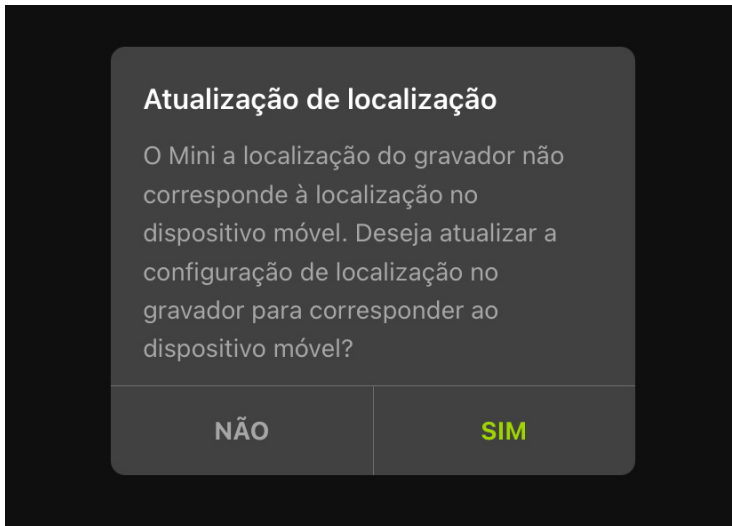 Atualização de localização
O Mini a localização do gravador não
corresponde à localização no
dispositivo móvel. Deseja atualizar a
configuração de localização no
gravador para corresponder ao
dispositivo móvel?
NÃO
SIM